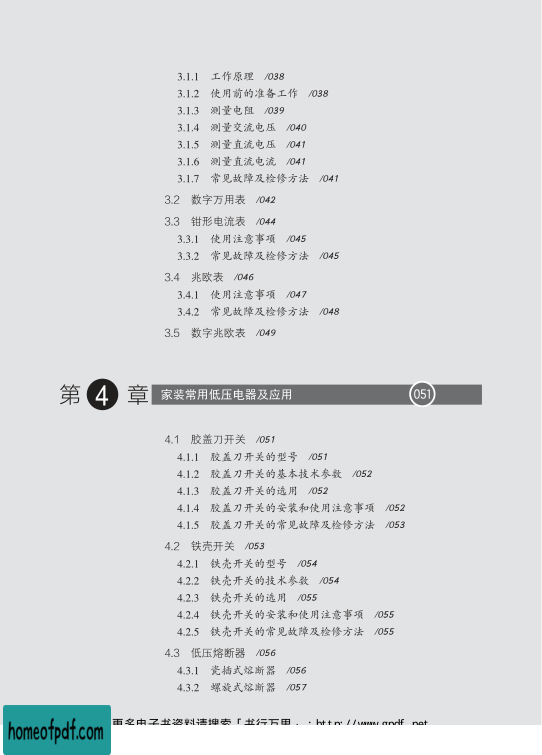 3.1.1 工作原理 /038
3.1.2 使用前的准备工作 /038
3.1.3 测量电阻 /039
3.1.4 测量交流电压 /040
3.1.5 测量直流电压 /041
3.1.6 测量直流电流 /041
3.1.7 常见故障及检修方法 /041
3.2 数字万用表 /042
3.3 钳形电流表 /044
3.3.1 使用注意事项 /045
3.3.2 常见故障及检修方法 /045
3.4 兆欧表 /046
3.4.1 使用注意事项 /047
3.4.2 常见故障及检修方法 /048
3.5 数字兆欧表 /049
第 4 章 家装常用低压电器及应用 051
4.1 胶盖刀开关 /051
4.1.1 胶盖刀开关的型号 /051
4.1.2 胶盖刀开关的基本技术参数 /052
4.1.3 胶盖刀开关的选用 /052
4.1.4 胶盖刀开关的安装和使用注意事项 /052
4.1.5 胶盖刀开关的常见故障及检修方法 /053
4.2 铁壳开关 /053
4.2.1 铁壳开关的型号 /054
4.2.2 铁壳开关的技术参数 /054
4.2.3 铁壳开关的选用 /055
4.2.4 铁壳开关的安装和使用注意事项 /055
4.2.5 铁壳开关的常见故障及检修方法 /055
4.3 低压熔断器 /056
4.3.1 瓷插式熔断器 /056
4.3.2 螺旋式熔断器 /057
更多电子书资料请搜索「书行万里
homeofpdf.com